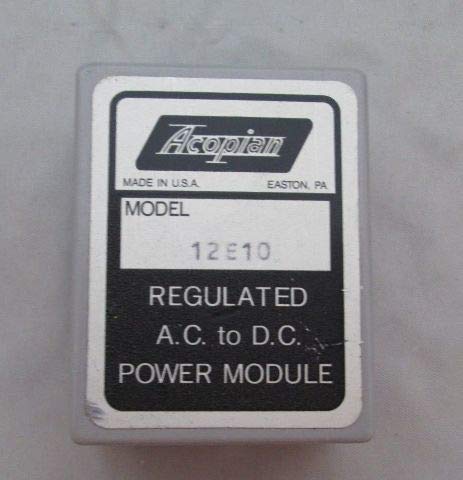 Acopian
MADE IN U.S.A. EASTON, PA
MODEL
12E10
REGULATED
A.C. to D.C.
POWER MODULE